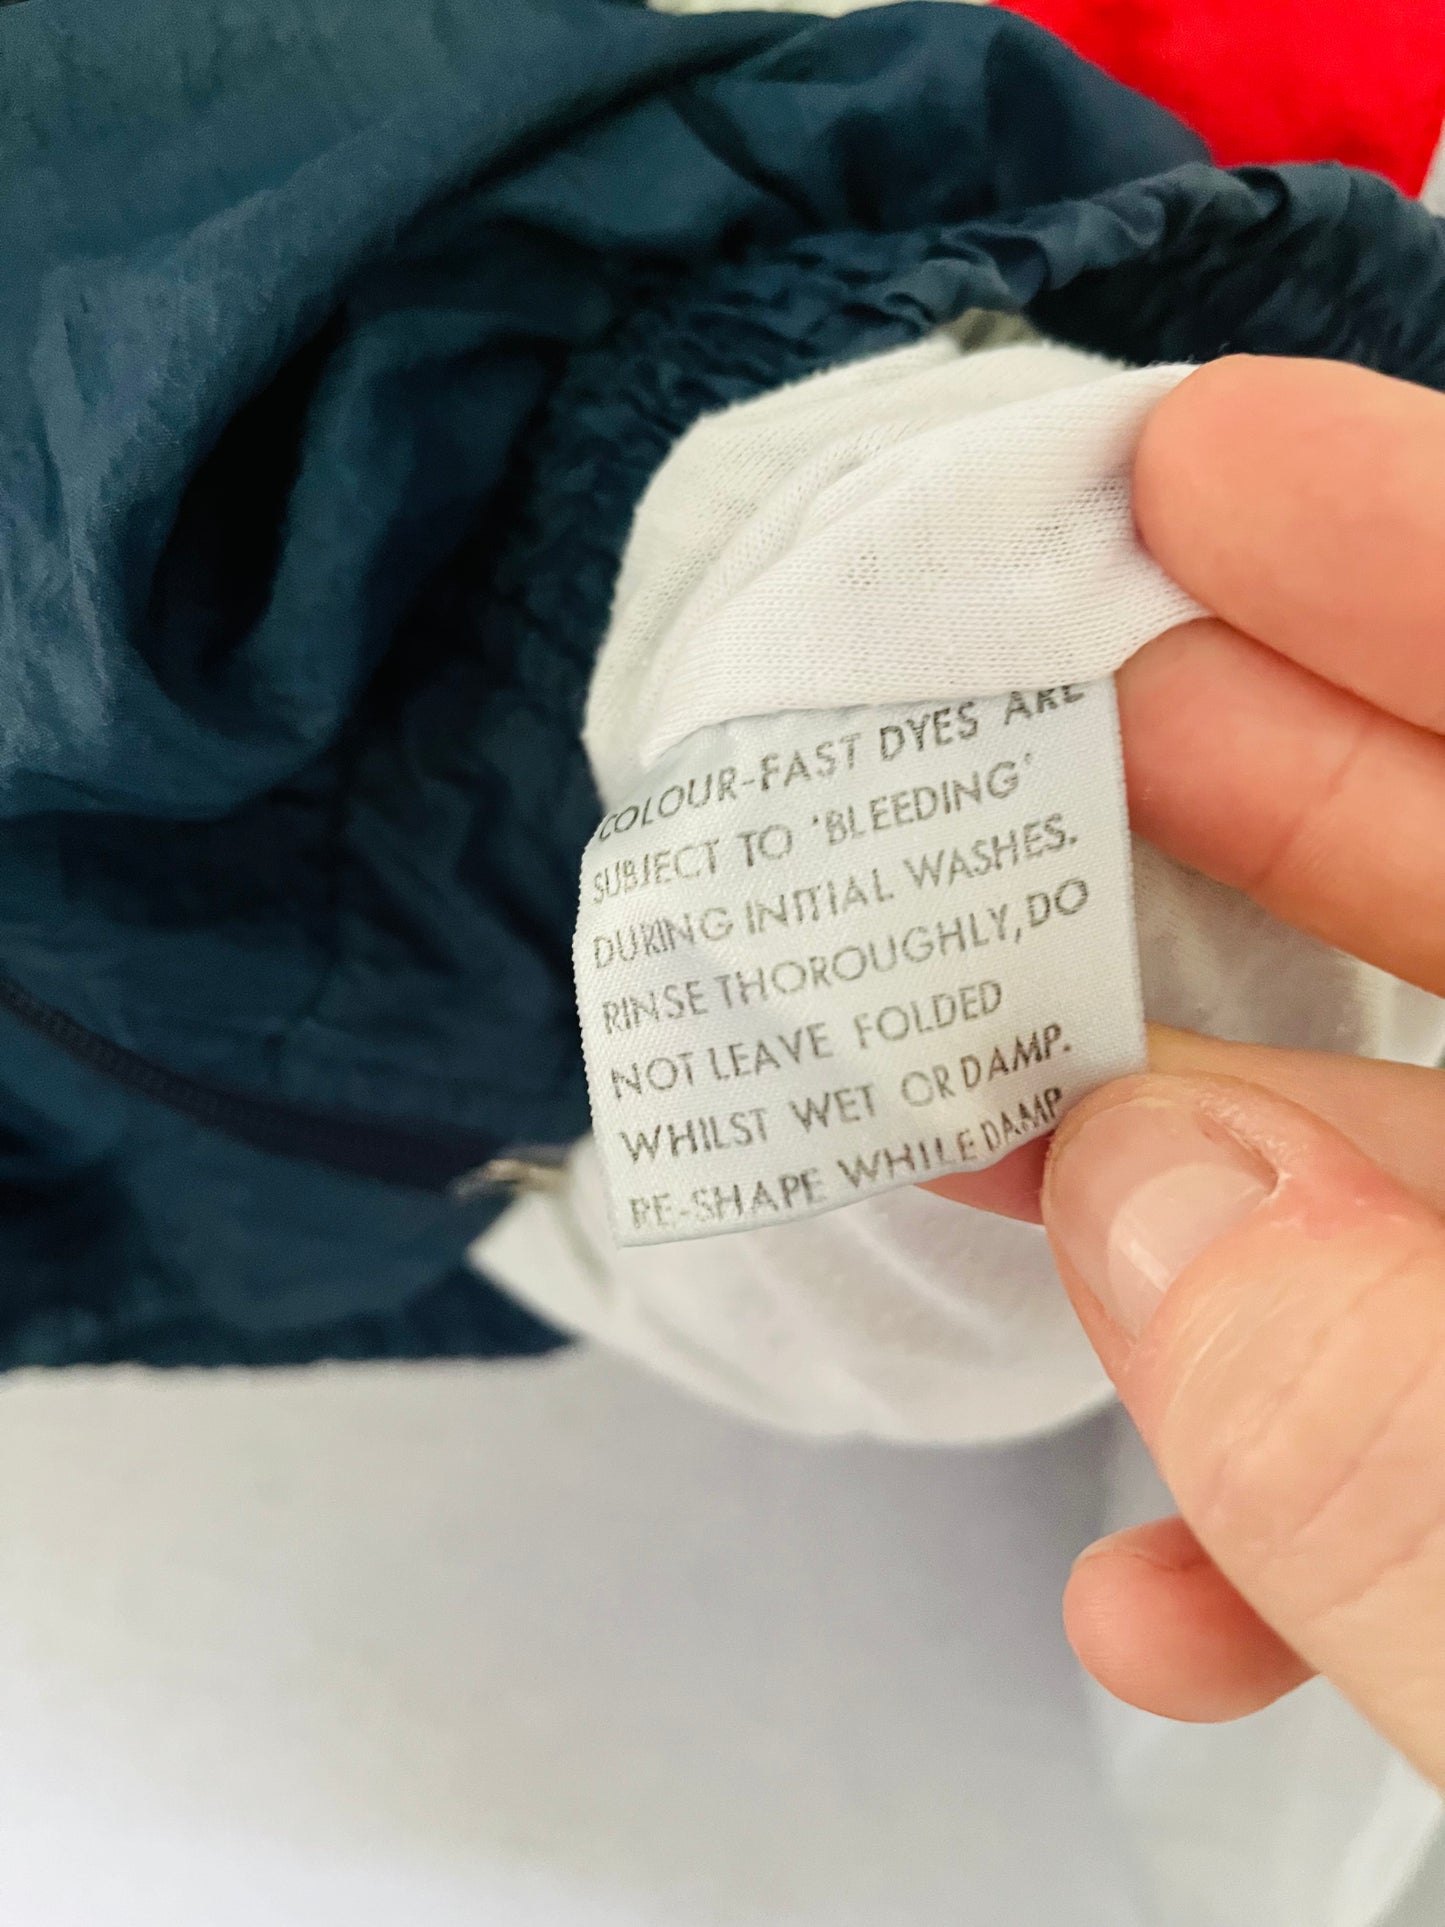 COLOUR-FAST DYES ARE
SUBJECT TO 'BLEEDING'
DURING INITIAL WASHES.
RINSE THOROUGHLY, DO
NOT LEAVE FOLDED
WHILST WET OR DAMP.
RE-SHAPE WHILE DAMP